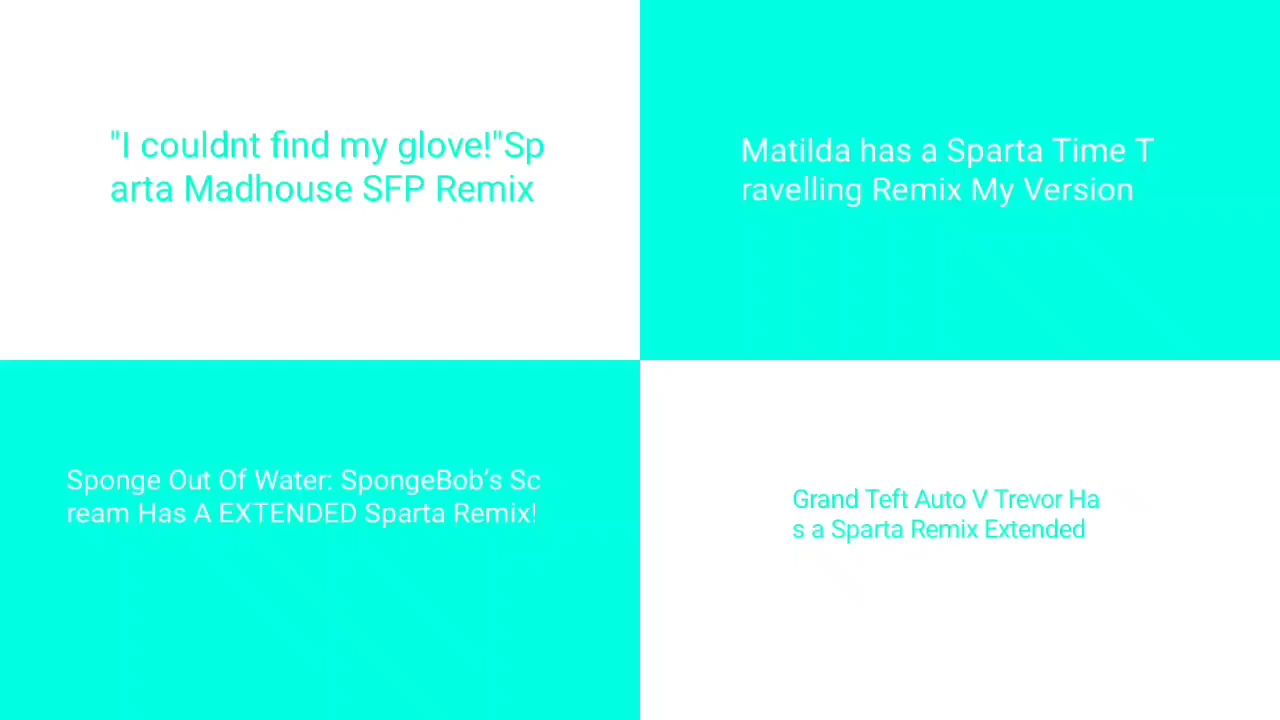 "I couldnt find my glove!"Sp
arta Madhouse SFP Remix
Matilda has a Sparta Time T
ravelling Remix My Version
Sponge Out Of Water: SpongeBob’s Sc
ream Has A EXTENDED Sparta Remix!
Grand Teft Auto V Trevor Ha
s a Sparta Remix Extended